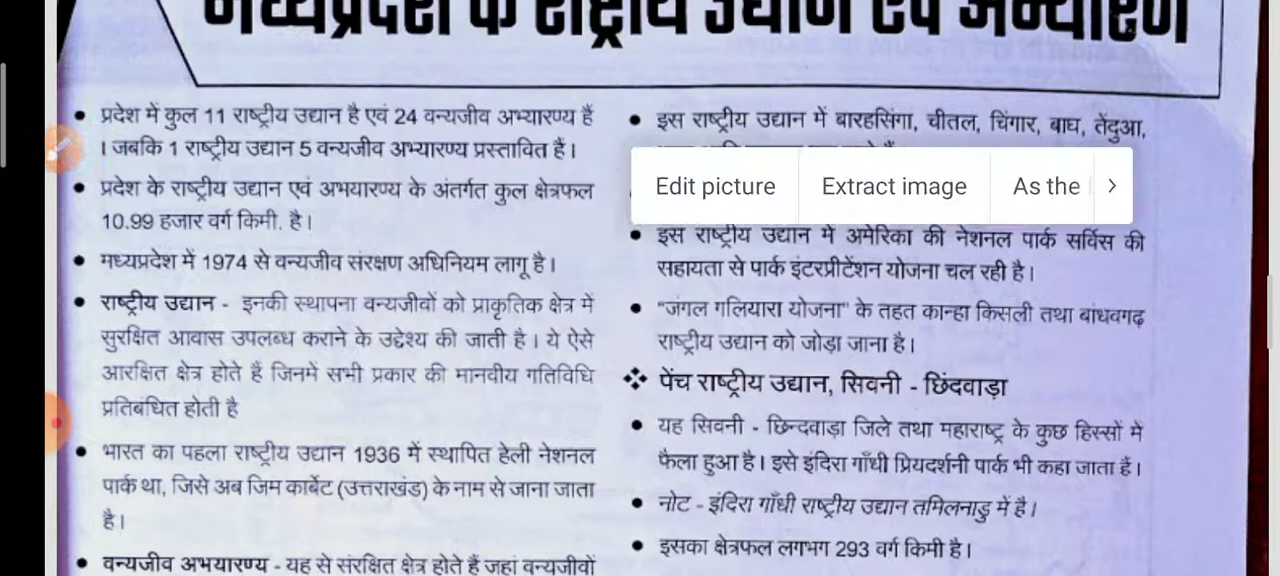 मध्यप्रदेश के राष्ट्रीय उद्यान एवं अभ्यारण
प्रदेश में कुल 11 राष्ट्रीय उद्यान है एवं 24 वन्यजीव अभ्यारण्य हैं
। जबकि 1 राष्ट्रीय उद्यान 5 वन्यजीव अभ्यारण्य प्रस्तावित हैं।
प्रदेश के राष्ट्रीय उद्यान एवं अभयारण्य के अंतर्गत कुल क्षेत्रफल
10.99 हजार वर्ग किमी. है।
मध्यप्रदेश में 1974 से वन्यजीव संरक्षण अधिनियम लागू है।
राष्ट्रीय उद्यान - इनकी स्थापना वन्यजीवों को प्राकृतिक क्षेत्र में
सुरक्षित आवास उपलब्ध कराने के उद्देश्य की जाती है। ये ऐसे
आरक्षित क्षेत्र होते हैं जिनमें सभी प्रकार की मानवीय गतिविधि
प्रतिबंधित होती है
भारत का पहला राष्ट्रीय उद्यान 1936 में स्थापित हेली नेशनल
पार्क था, जिसे अब जिम कार्बेट (उत्तराखंड) के नाम से जाना जाता
है।
वन्यजीव अभयारण्य - यह से संरक्षित क्षेत्र होते हैं जहां वन्यजीवों
इस राष्ट्रीय उद्यान में बारहसिंगा, चीतल, चिंगार, बाघ, तेंदुआ,
Edit picture Extract image As the
इस राष्ट्रीय उद्यान में अमेरिका की नेशनल पार्क सर्विस की
सहायता से पार्क इंटरप्रीटेंशन योजना चल रही है।
"जंगल गलियारा योजना" के तहत कान्हा किसली तथा बांधवगढ़
राष्ट्रीय उद्यान को जोड़ा जाना है।
पेंच राष्ट्रीय उद्यान, सिवनी - छिंदवाड़ा
यह सिवनी - छिन्दवाड़ा जिले तथा महाराष्ट्र के कुछ हिस्सों में
फैला हुआ है। इसे इंदिरा गाँधी प्रियदर्शनी पार्क भी कहा जाता हैं।
नोट - इंदिरा गाँधी राष्ट्रीय उद्यान तमिलनाडु में है।
इसका क्षेत्रफल लगभग 293 वर्ग किमी है।